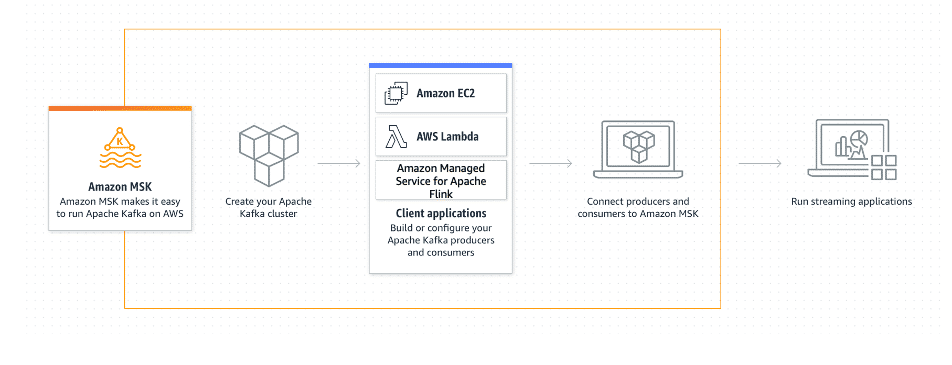 K
Amazon MSK
Amazon MSK makes it easy
to run Apache Kafka on AWS
Create your Apache
Kafka cluster
Amazon EC2
AWS Lambda
Amazon Managed
Service for Apache
Flink
Client applications
Build or configure your
Apache Kafka producers
and consumers
Connect producers and
consumers to Amazon MSK
Run streaming applications